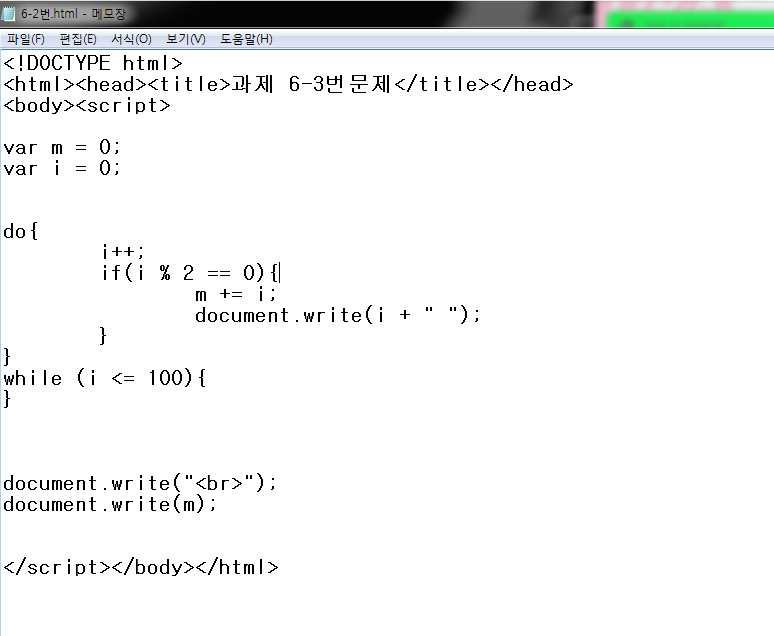 6-2번.html - 메모장
파일(F) 편집(E) 서식(O) 보기(V) 도움말(H)
<!DOCTYPE html>
<html><head><title>과제 6-3번문제</title></head>
<body><script>
var m = 0;
var i = 0;
do{
i++;
if(i % 2 == 0){
m += i;
document.write(i + " ");
}
}
while (i <= 100){
}
document.write("<br>");
document.write(m);
</script></body></html>